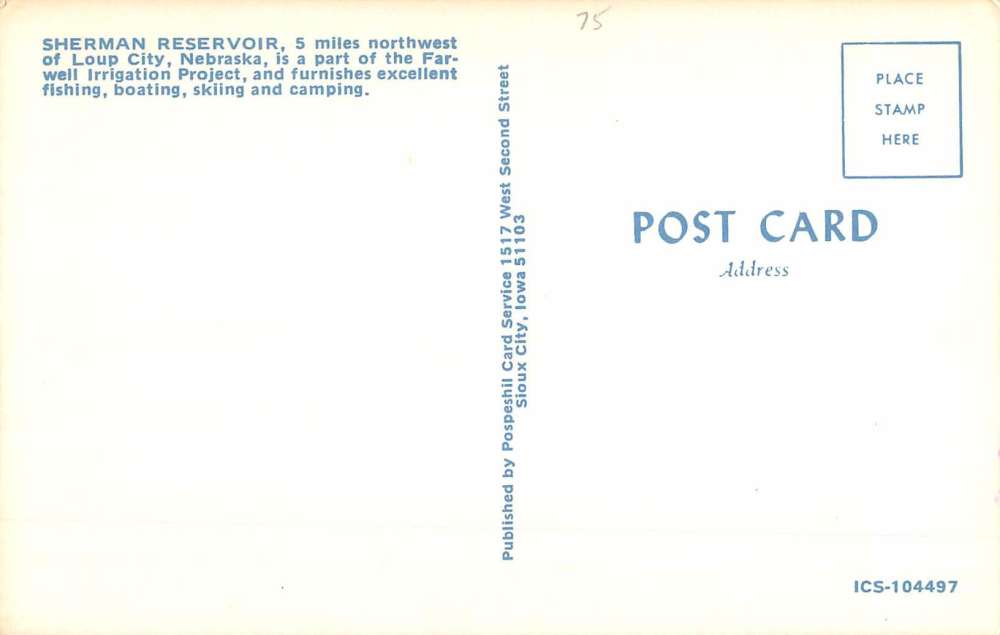 75
SHERMAN RESERVOIR, 5 miles northwest
of Loup City, Nebraska, is a part of the Far-
well Irrigation Project, and furnishes excellent
fishing, boating, skiing and camping.
Published by Pospeshil Card Service 1517 West Second Street
Sioux City, Iowa 51103
PLACE
STAMP
HERE
POST CARD
Address
ICS-104497